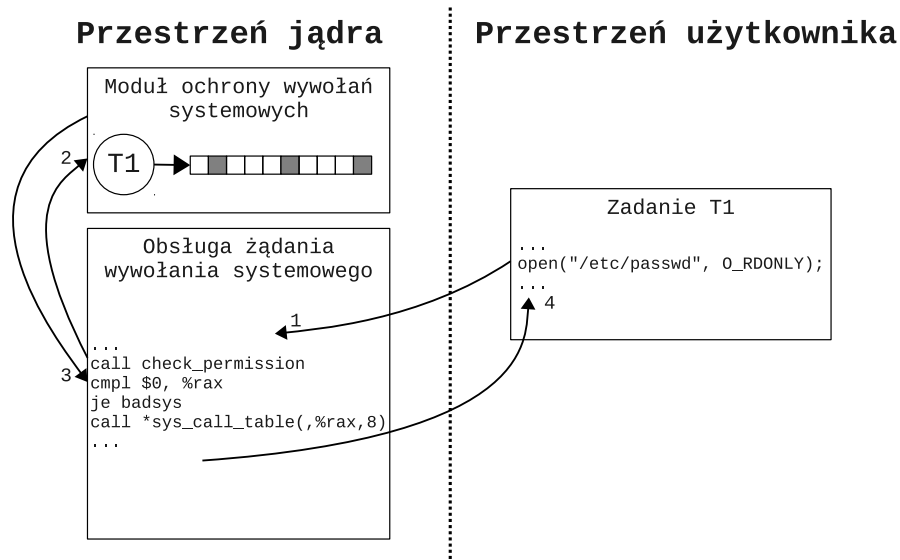 Przestrzeń jądra
Przestrzeń użytkownika
Moduł ochrony wywołań
systemowych
2
T1
Obsługa żądania
wywołania systemowego
1
...
call check_permission
3
cmpl $0, %rax
je badsys
call *sys_call_table(,%rax,8)
...
Zadanie T1
...
open("/etc/passwd", O_RDONLY);
...
4